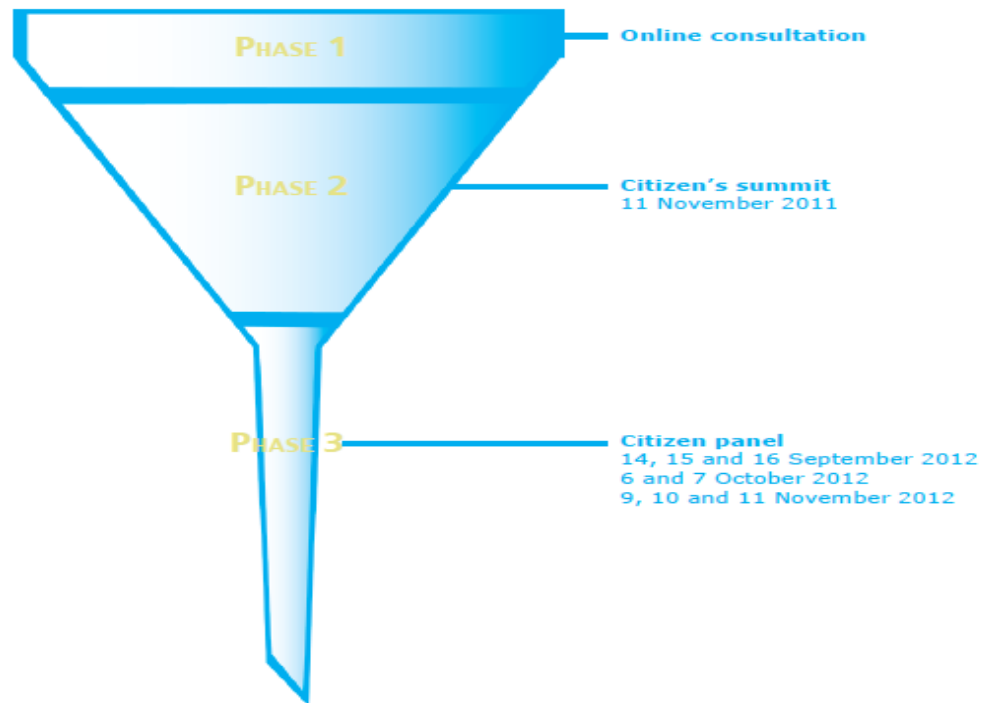 PHASE 1
Online consultation
PHASE 2
Citizen's summit
11 November 2011
PHASE 3
Citizen panel
14, 15 and 16 September 2012
6 and 7 October 2012
9, 10 and 11 November 2012